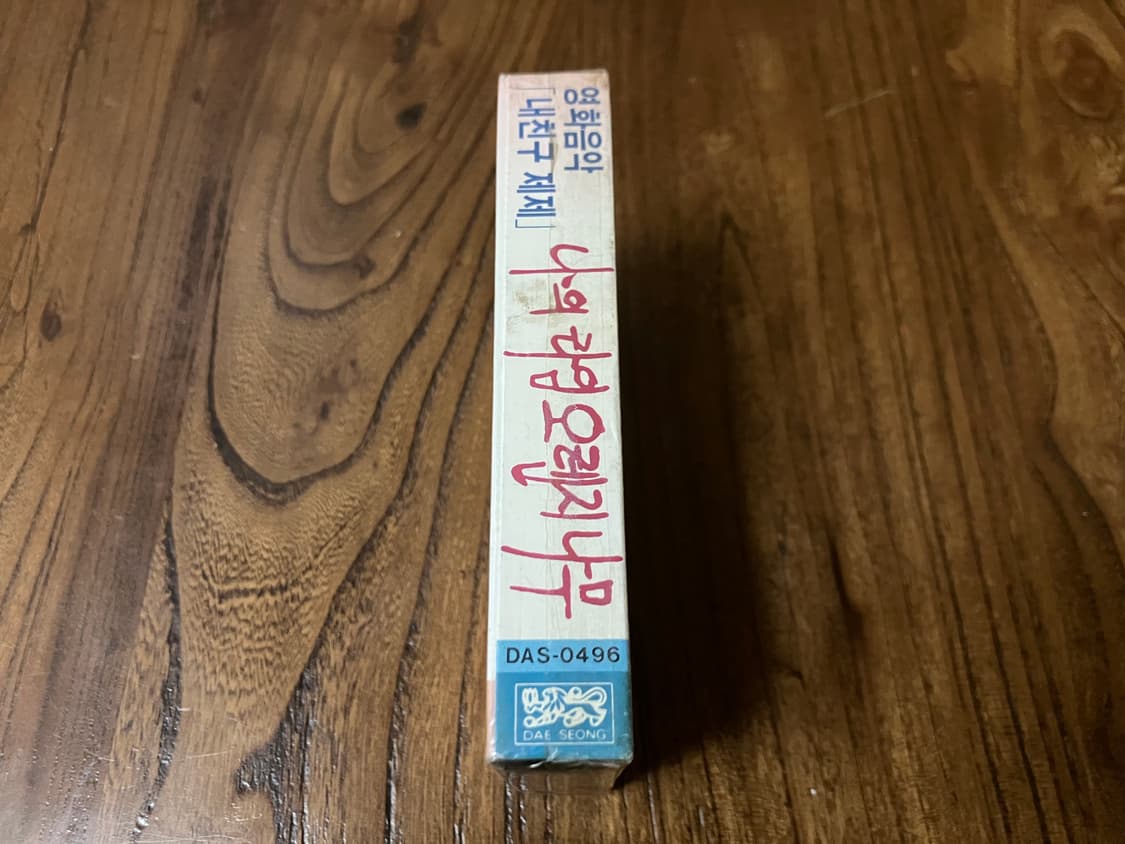 영화음악
「내친구 제제」
나의 라임 오렌지 나무
DAS-0496
DAE SEONG